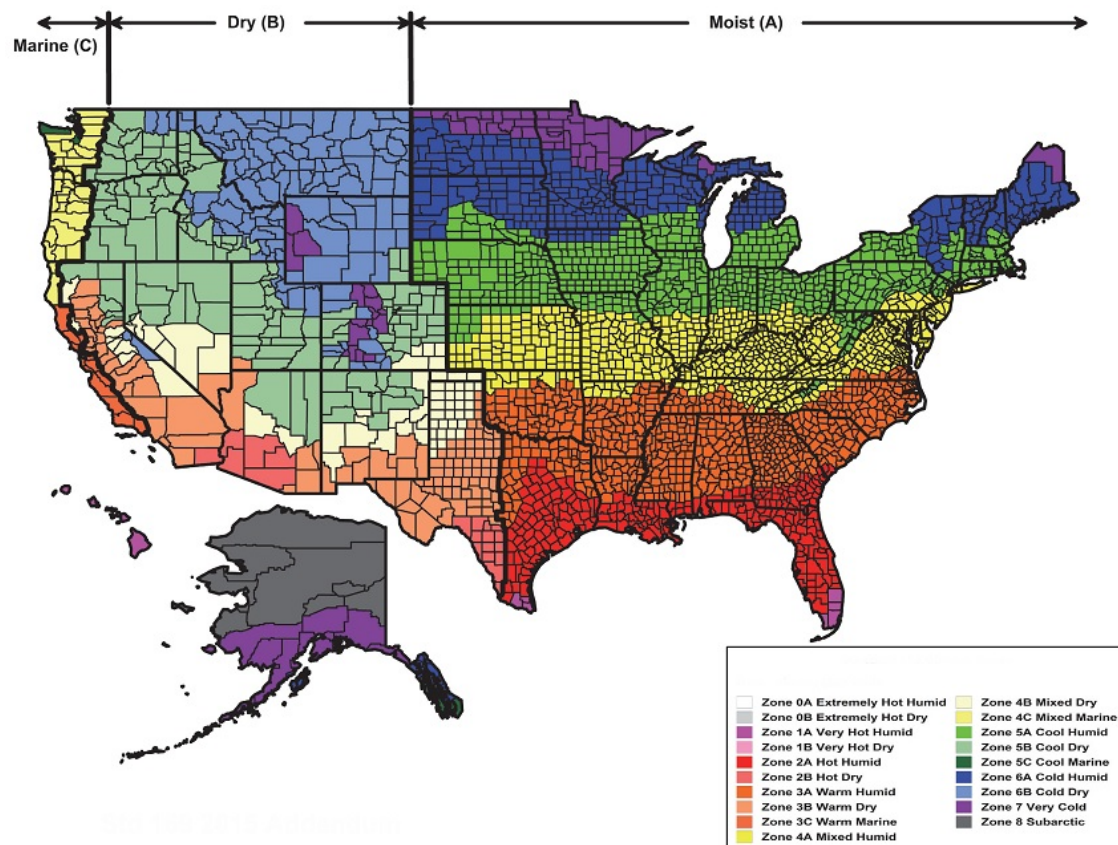 Dry (B)
Moist (A)
Marine (C)
Zone 0A Extremely Hot Humid
Zone 0B Extremely Hot Dry
Zone 1A Very Hot Humid
Zone 1B Very Hot Dry
Zone 2A Hot Humid
Zone 2B Hot Dry
Zone 3A Warm Humid
Zone 3B Warm Dry
Zone 3C Warm Marine
Zone 4A Mixed Humid
Zone 4B Mixed Dry
Zone 4C Mixed Marine
Zone 5A Cool Humid
Zone 5B Cool Dry
Zone 5C Cool Marine
Zone 6A Cold Humid
Zone 6B Cold Dry
Zone 7 Very Cold
Zone 8 Subarctic